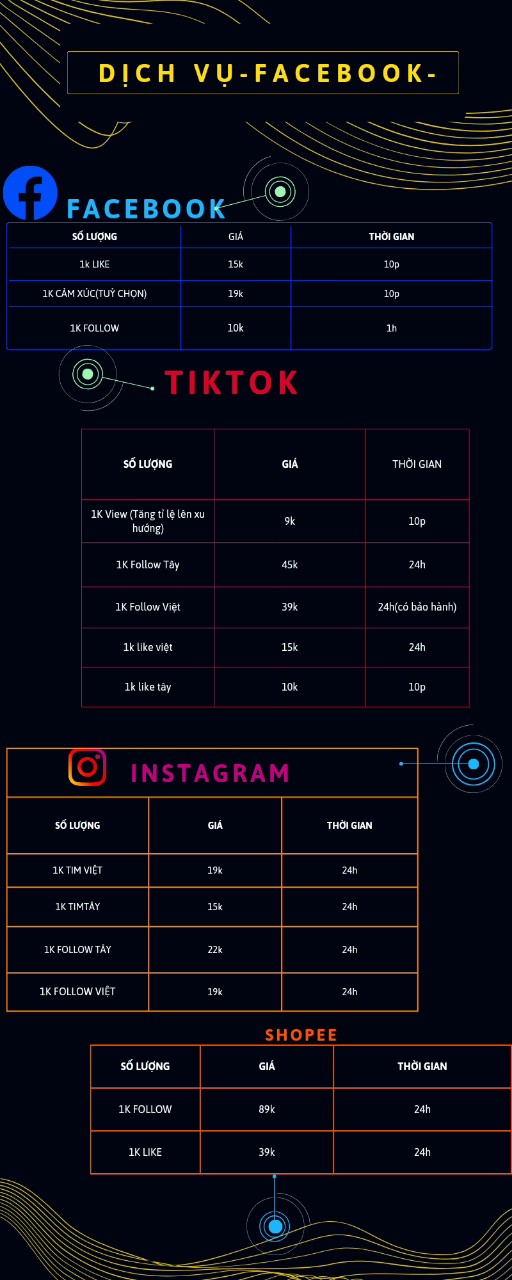 DỊCH VỤ-FACEBOOK-
FACEBOOK
SỐ LƯỢNG GIÁ THỜI GIAN
1k LIKE 15k 10p
1K CẢM XÚC(TUỲ CHỌN) 19k 10p
1K FOLLOW 10k 1h
TIKTOK
SỐ LƯỢNG GIÁ THỜI GIAN
1K View (Tăng tỉ lệ lên xu
hướng) 9k 10p
1K Follow Tây 45k 24h
1K Follow Việt 39k 24h(có bảo hành)
1k like việt 15k 24h
1k like tây 10k 10p
INSTAGRAM
SỐ LƯỢNG GIÁ THỜI GIAN
1K TIM VIỆT 19k 24h
1K TIMTÂY 15k 24h
1K FOLLOW TÂY 22k 24h
1K FOLLOW VIỆT 19k 24h
SHOPEE
SỐ LƯỢNG GIÁ THỜI GIAN
1K FOLLOW 89k 24h
1K LIKE 39k 24h